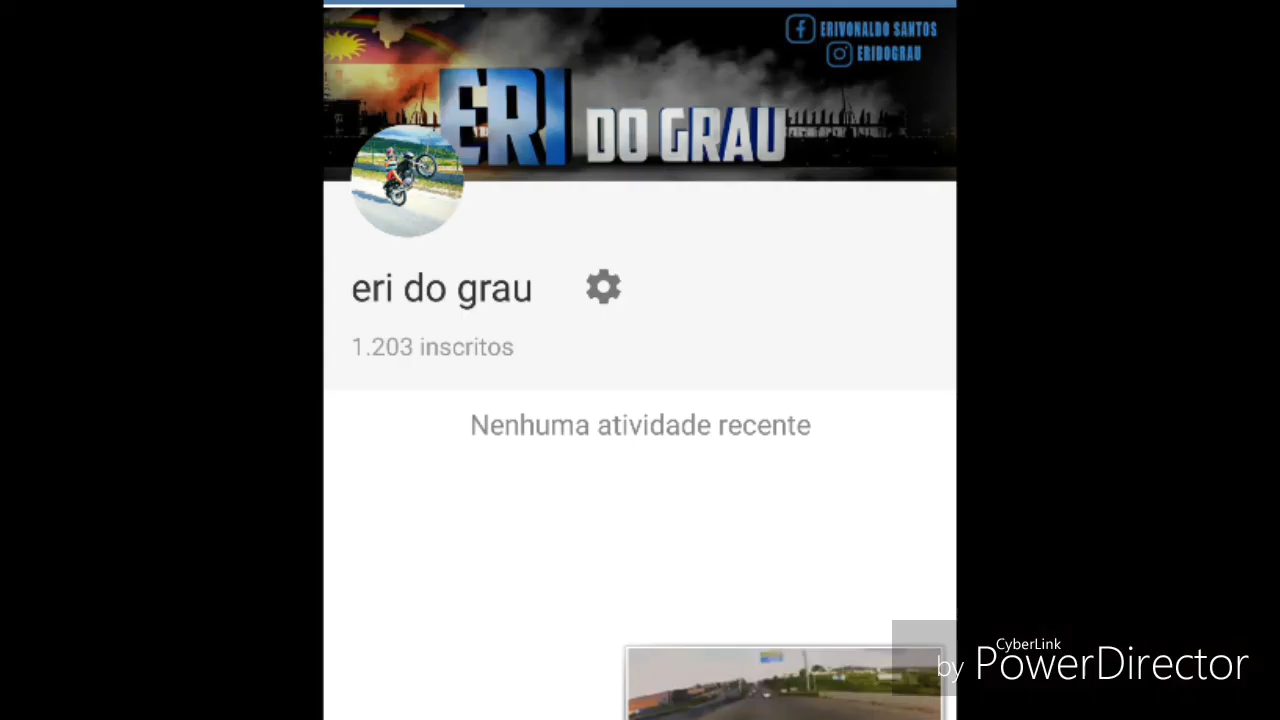 ERIVONALDO SANTOS
ERIDOGRAU
ERI DO GRAU
eri do grau
1.203 inscritos
Nenhuma atividade recente
CyberLink
by PowerDirector